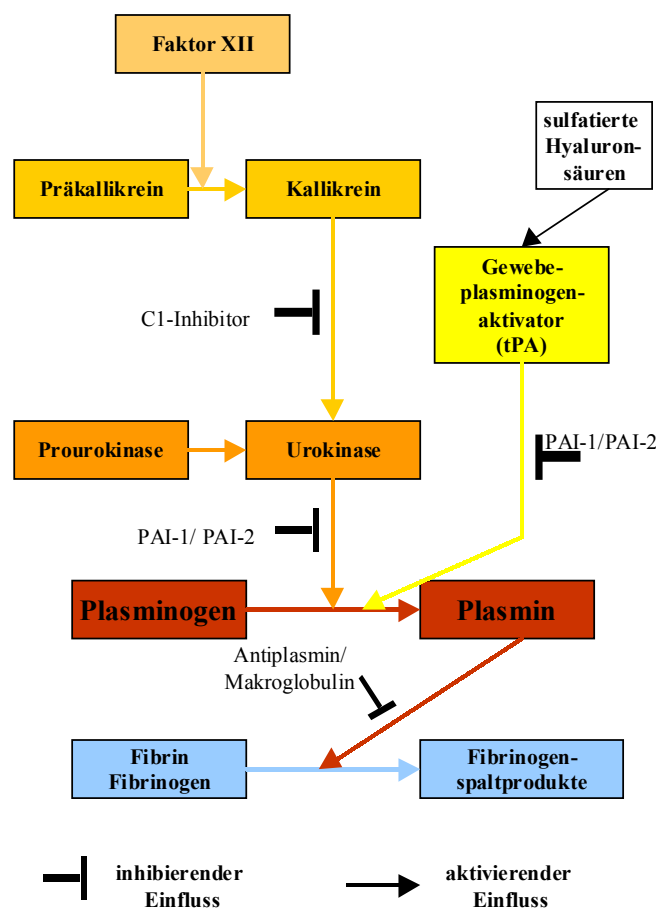 Faktor XII
sulfatierte
Hyaluron-
säuren
Präkallikrein
Kallikrein
Gewebe-
plasminogen-
aktivator
(tPA)
C1-Inhibitor
Prourokinase
Urokinase
PAI-1/PAI-2
PAI-1/ PAI-2
Plasminogen
Plasmin
Antiplasmin/
Makroglobulin
Fibrin
Fibrinogen
Fibrinogen-
spaltprodukte
inhibierender
Einfluss
aktivierender
Einfluss